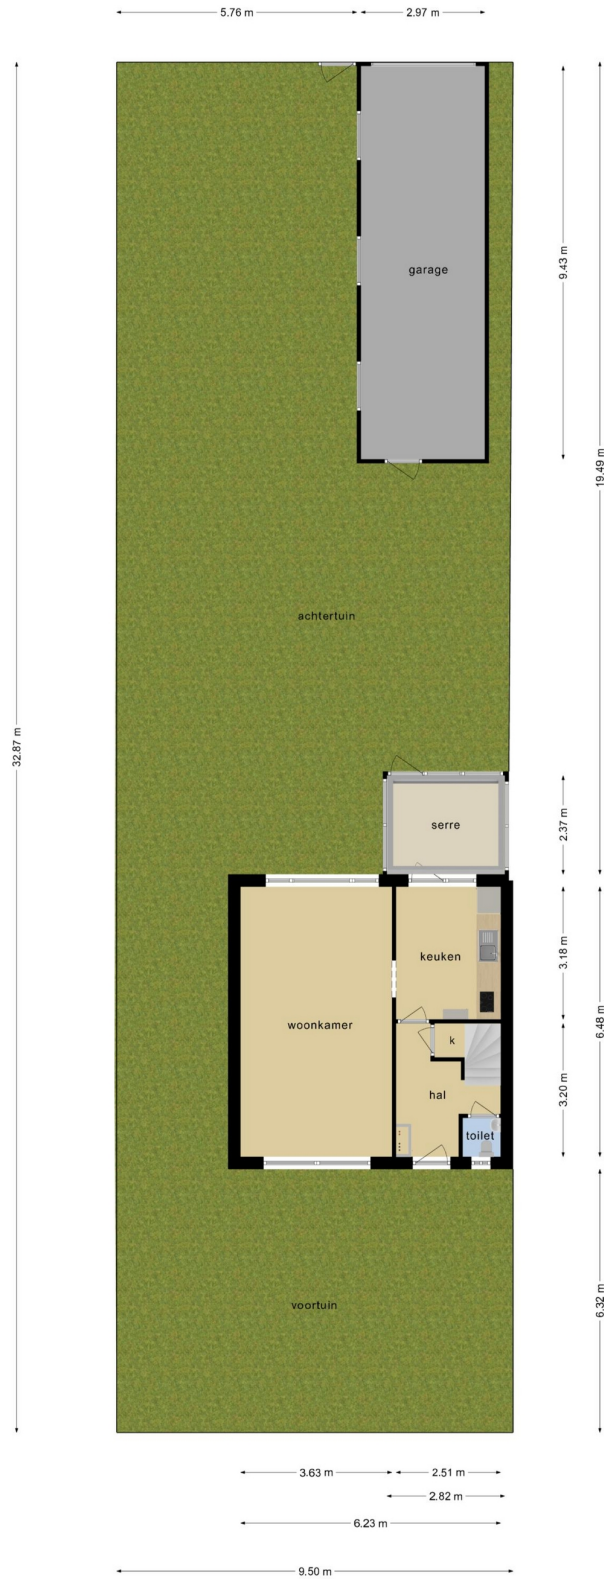 5.76 m
2.97 m
garage
9.43 m
19.49 m
achtertuin
32.87 m
serre
2.37 m
keuken
3.18 m
woonkamer
k
6.48 m
hal
3.20 m
toilet
voortuin
6.32 m
3.63 m
2.51 m
2.82 m
6.23 m
9.50 m